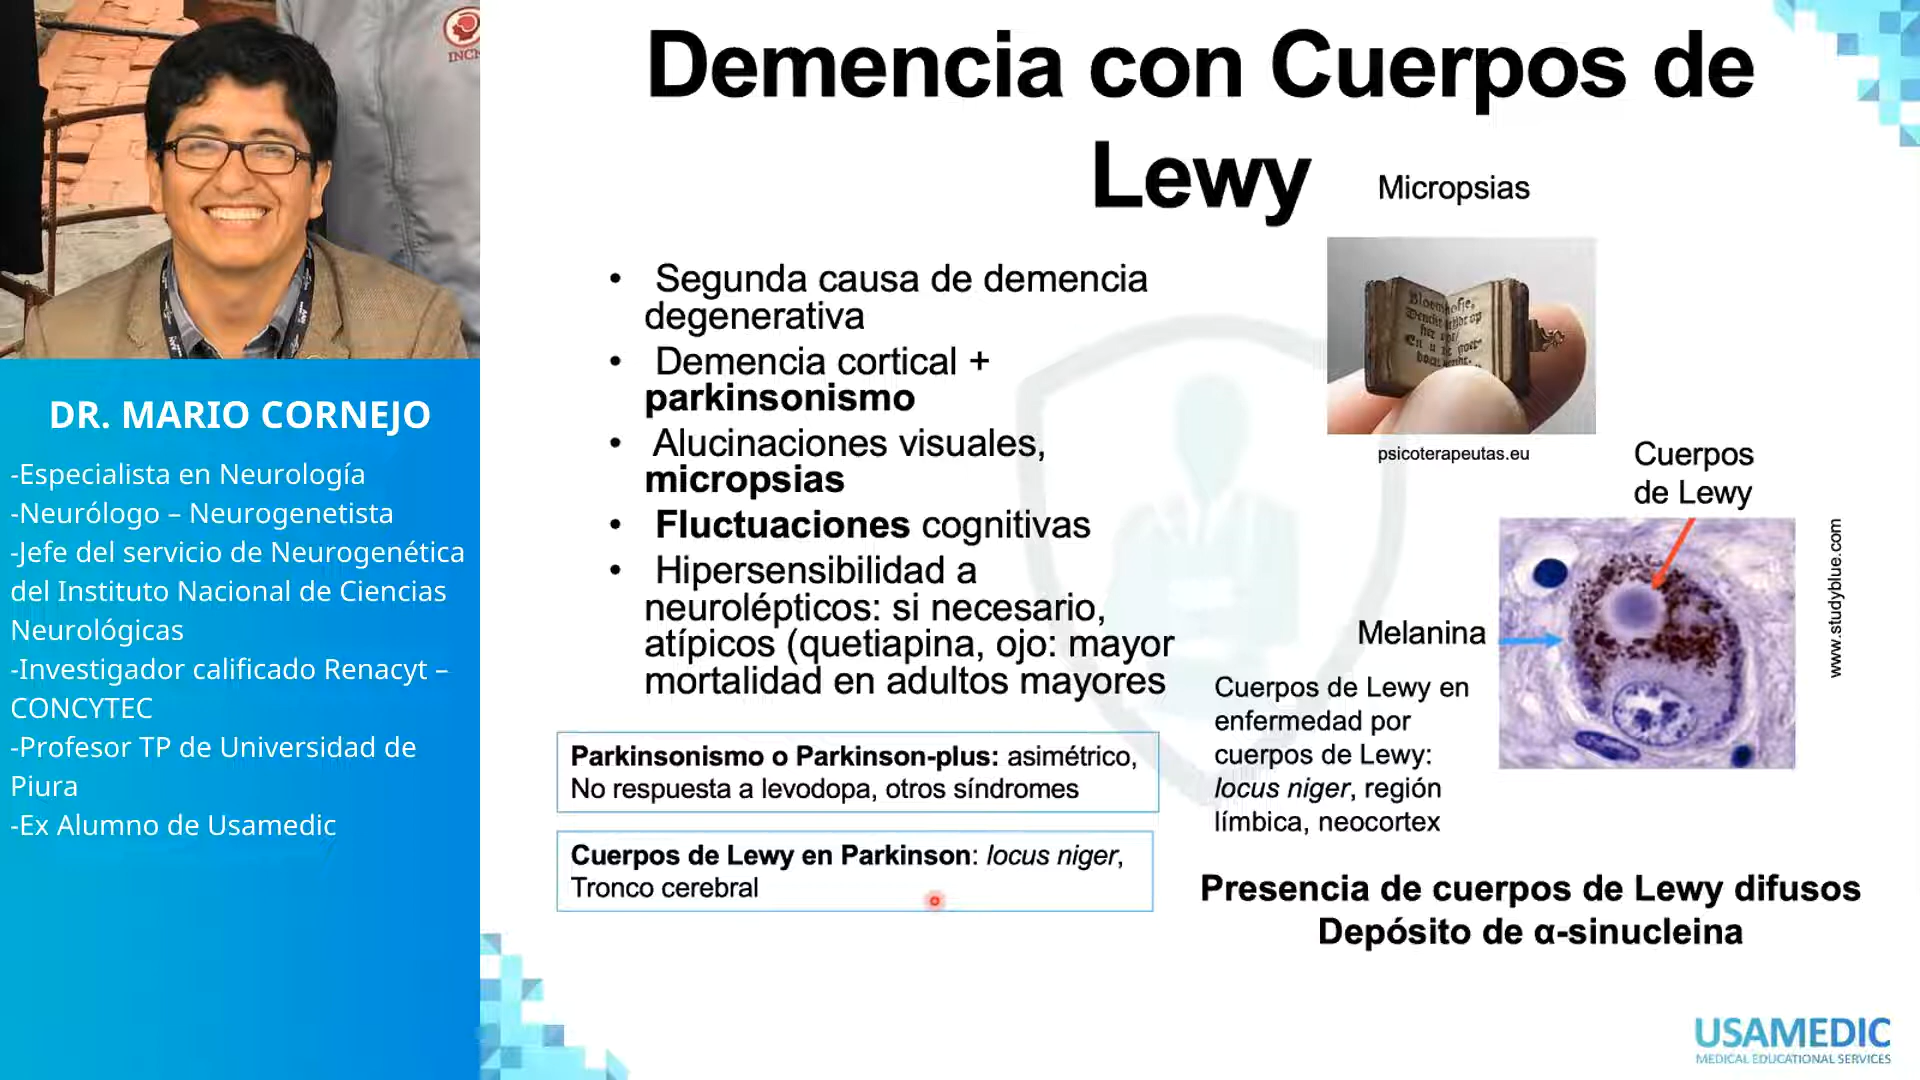 INCN
DR. MARIO CORNEJO
-Especialista en Neurología
-Neurólogo – Neurogenetista
-Jefe del servicio de Neurogenética
del Instituto Nacional de Ciencias
Neurológicas
-Investigador calificado Renacyt –
CONCYTEC
-Profesor TP de Universidad de
Piura
-Ex Alumno de Usamedic
Demencia con Cuerpos de
Lewy
Micropsias
• Segunda causa de demencia
degenerativa
• Demencia cortical +
parkinsonismo
• Alucinaciones visuales,
micropsias
• Fluctuaciones cognitivas
• Hipersensibilidad a
neurolépticos: si necesario,
atípicos (quetiapina, ojo: mayor
mortalidad en adultos mayores
Parkinsonismo o Parkinson-plus: asimétrico,
No respuesta a levodopa, otros síndromes
Cuerpos de Lewy en Parkinson: locus niger,
Tronco cerebral
psicoterapeutas.eu
Cuerpos
de Lewy
www.studyblue.com
Melanina
Cuerpos de Lewy en
enfermedad por
cuerpos de Lewy:
locus niger, región
límbica, neocortex
Presencia de cuerpos de Lewy difusos
Depósito de α-sinucleina
USAMEDIC
MEDICAL EDUCATIONAL SERVICES